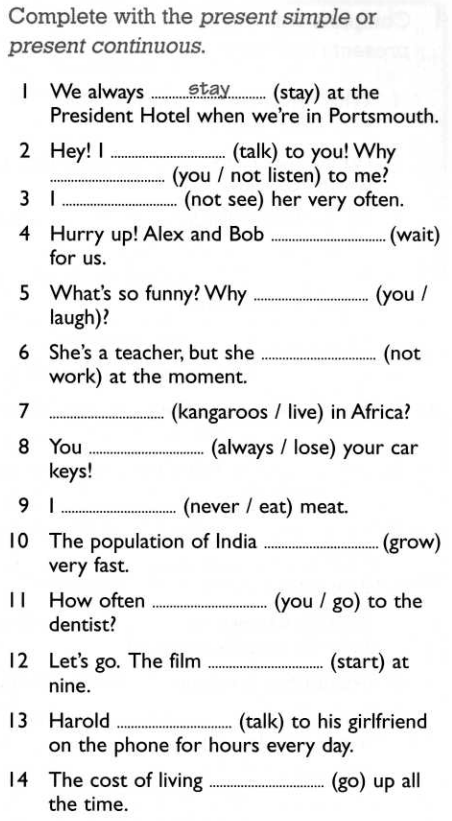 Complete with the present simple or
present continuous.
1 We always ....stay.... (stay) at the
President Hotel when we're in Portsmouth.
2 Hey! I .................... (talk) to you! Why
.................... (you / not listen) to me?
3 I .................... (not see) her very often.
4 Hurry up! Alex and Bob .................... (wait)
for us.
5 What's so funny? Why .................... (you /
laugh)?
6 She's a teacher, but she .................... (not
work) at the moment.
7 .................... (kangaroos / live) in Africa?
8 You .................... (always / lose) your car
keys!
9 I .................... (never / eat) meat.
10 The population of India .................... (grow)
very fast.
11 How often .................... (you / go) to the
dentist?
12 Let's go. The film .................... (start) at
nine.
13 Harold .................... (talk) to his girlfriend
on the phone for hours every day.
14 The cost of living .................... (go) up all
the time.